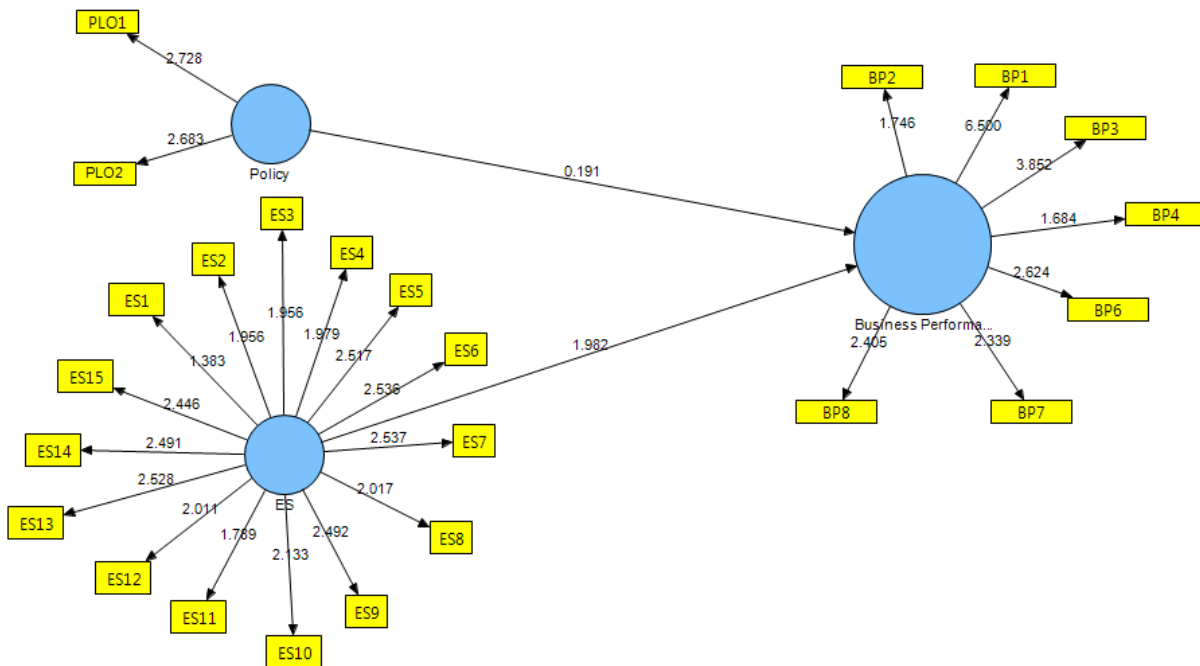 PLO1
2.728
BP2
BP1
1.746
6.500
BP3
2.683
PLO2
Policy
3.852
0.191
ES3
BP4
1.684
ES2
ES4
ES1
ES5
2.624
BP6
1.956
1.956
1.979
Business Performa...
2.405
2.339
1.383
2.517
ES6
ES15
2.446
2.536
1.982
BP8
BP7
ES14
2.491
2.537
ES7
2.528
2.017
ES13
2.011
ES
1.789
2.492
ES8
2.133
ES12
ES11
ES9
ES10